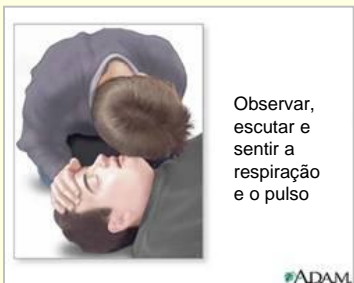 Observar,
escutar e
sentir a
respiração
e o pulso
ADAM.